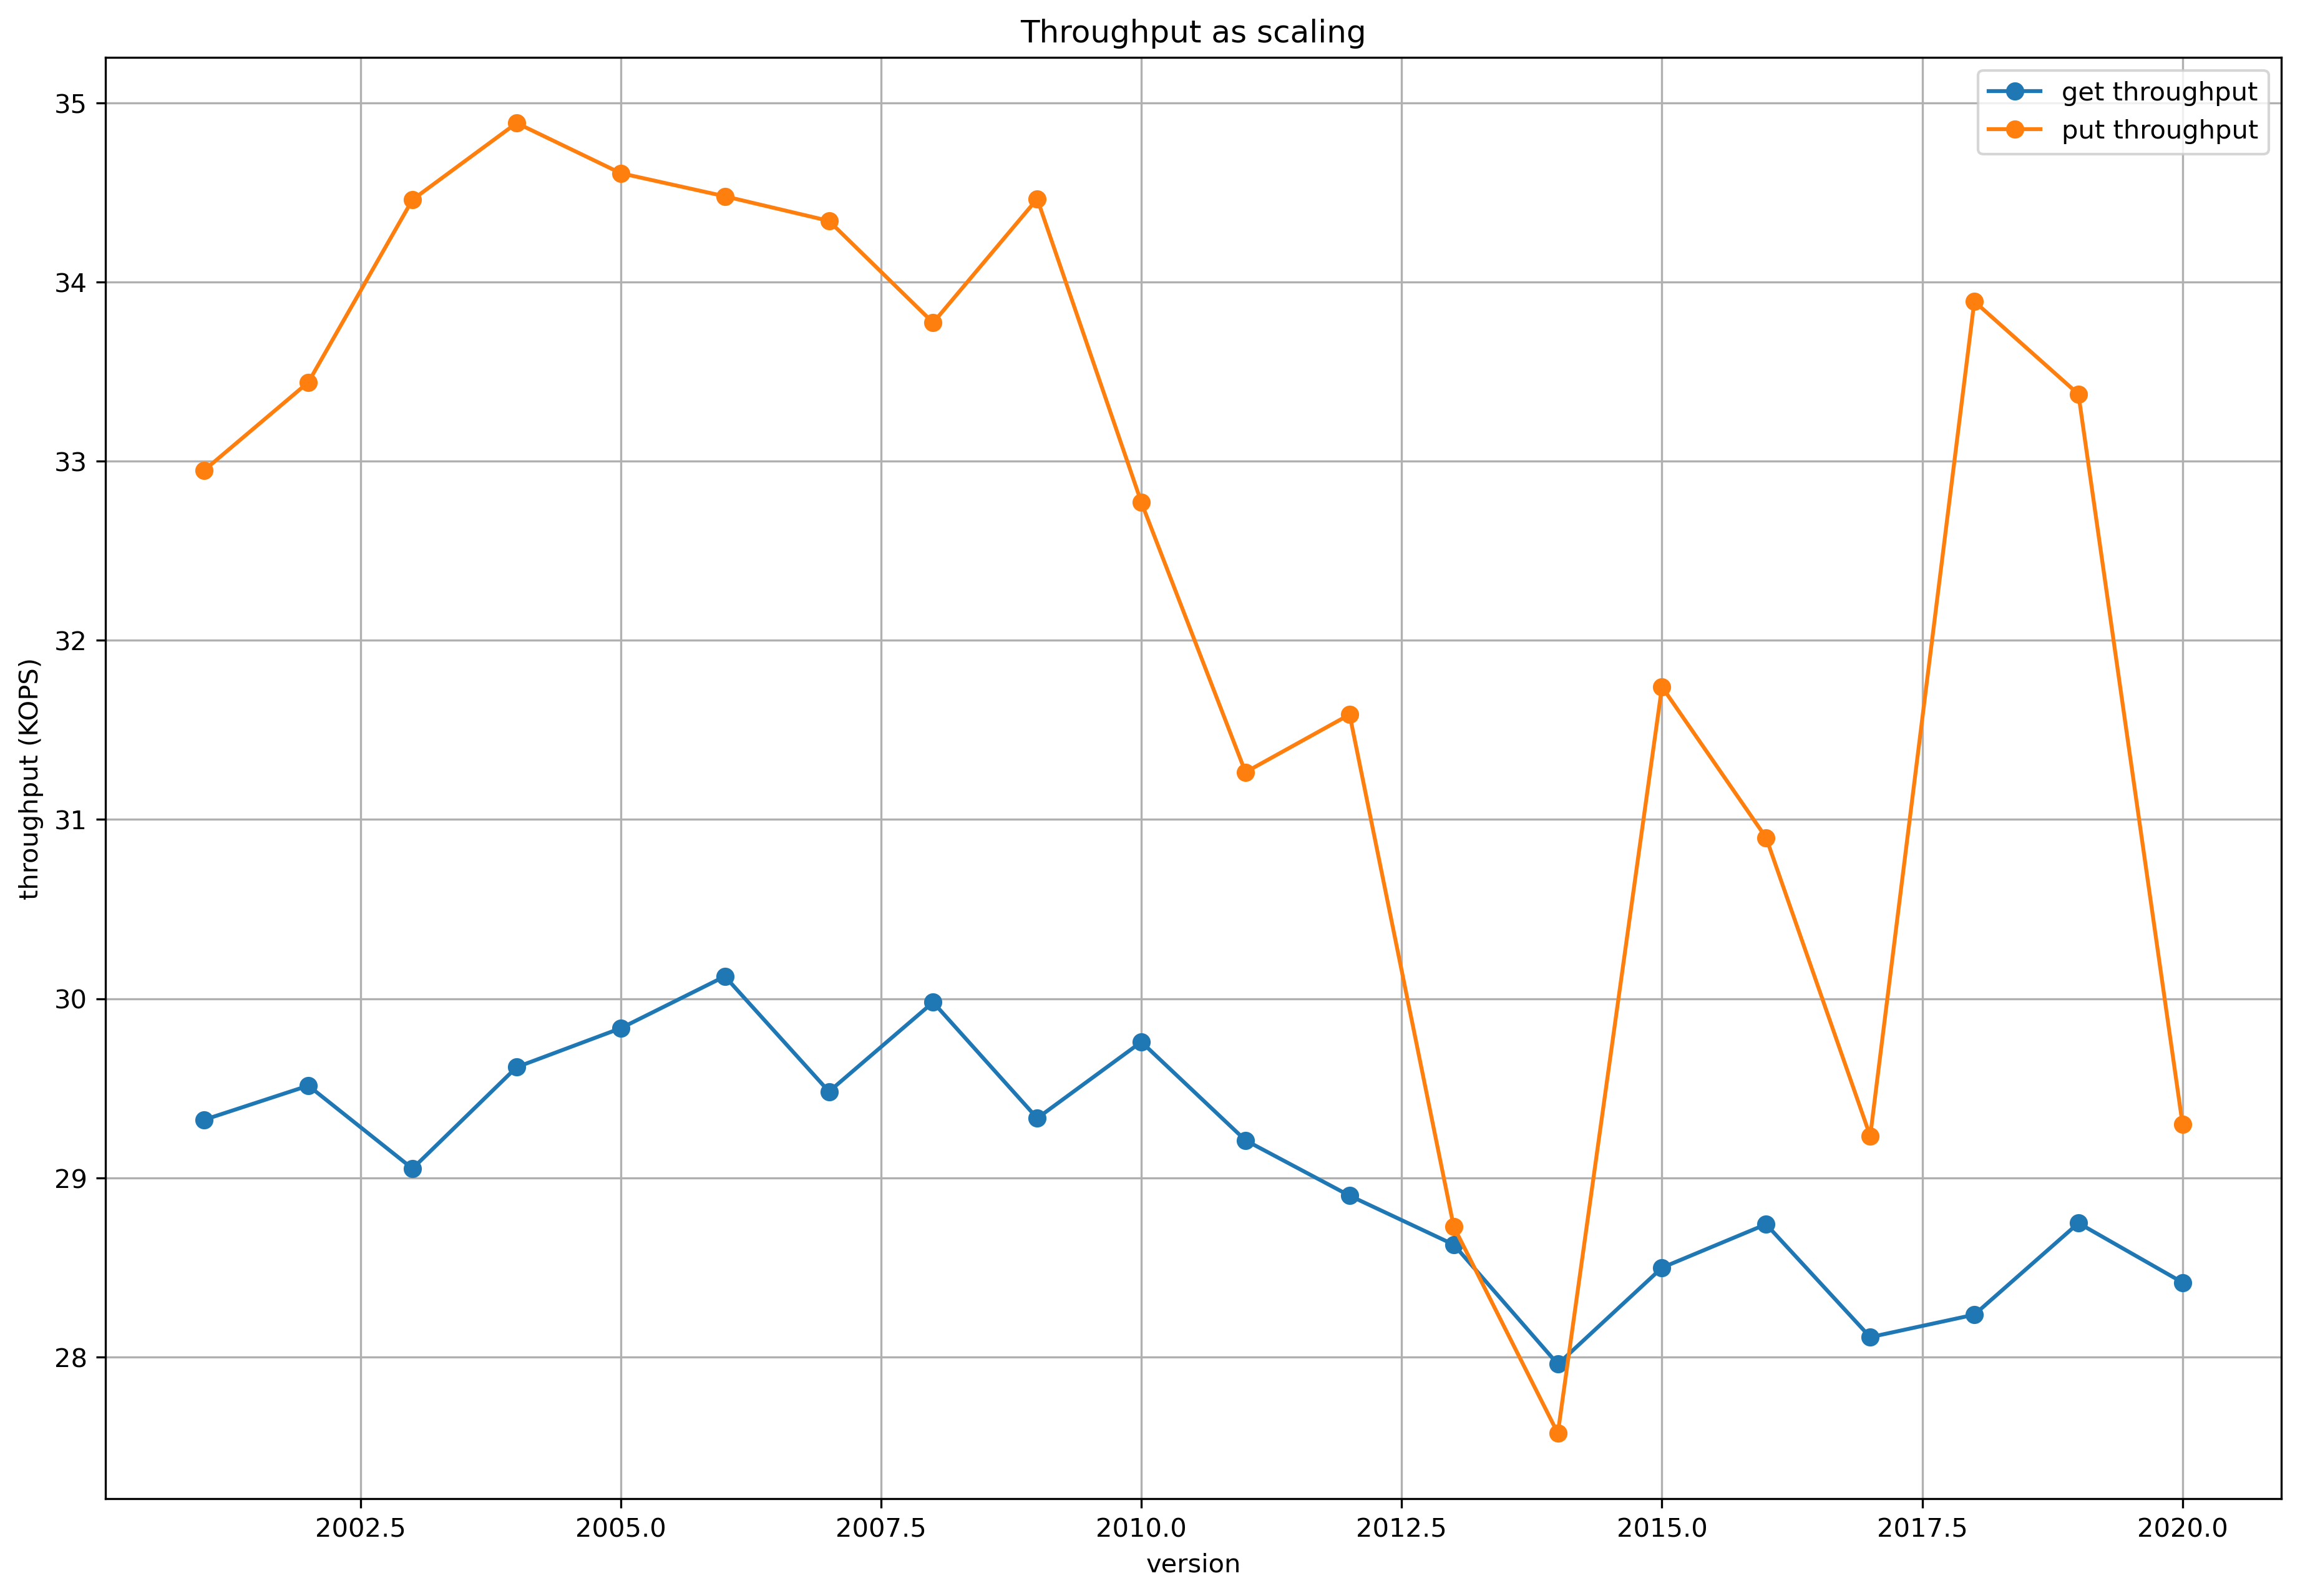 Throughput as scaling
get throughput
put throughput
throughput (KOPS)
35
34
33
32
31
30
29
28
2002.5 2005.0 2007.5 2010.0 2012.5 2015.0 2017.5 2020.0
version